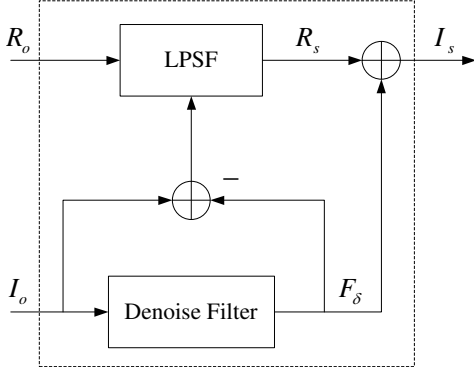 R_o
LPSF
R_s
I_s
−
I_o
Denoise Filter
F_δ